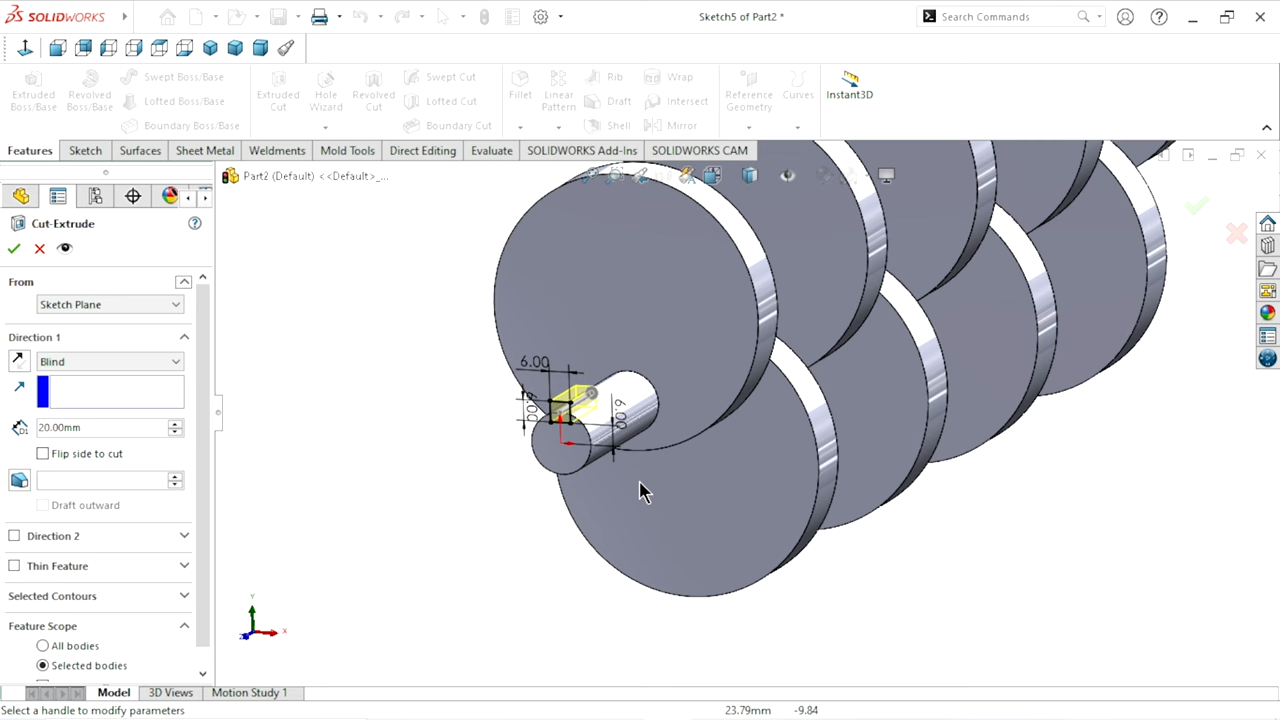 SOLIDWORKS
Sketch5 of Part2 *
Search Commands
Extruded Boss/Base
Revolved Boss/Base
Swept Boss/Base
Lofted Boss/Base
Boundary Boss/Base
Extruded Cut
Hole Wizard
Revolved Cut
Swept Cut
Lofted Cut
Boundary Cut
Fillet
Linear Pattern
Rib
Draft
Shell
Wrap
Intersect
Mirror
Reference Geometry
Curves
Instant3D
Features
Sketch
Surfaces
Sheet Metal
Weldments
Mold Tools
Direct Editing
Evaluate
SOLIDWORKS Add-Ins
SOLIDWORKS CAM
Part2 (Default) <<Default>_...
Cut-Extrude
From
Sketch Plane
Direction 1
Blind
20.00mm
Flip side to cut
Draft outward
Direction 2
Thin Feature
Selected Contours
Feature Scope
All bodies
Selected bodies
6.00
6.00
6.00
Y
X
Z
Model
3D Views
Motion Study 1
Select a handle to modify parameters
23.79mm
-9.84